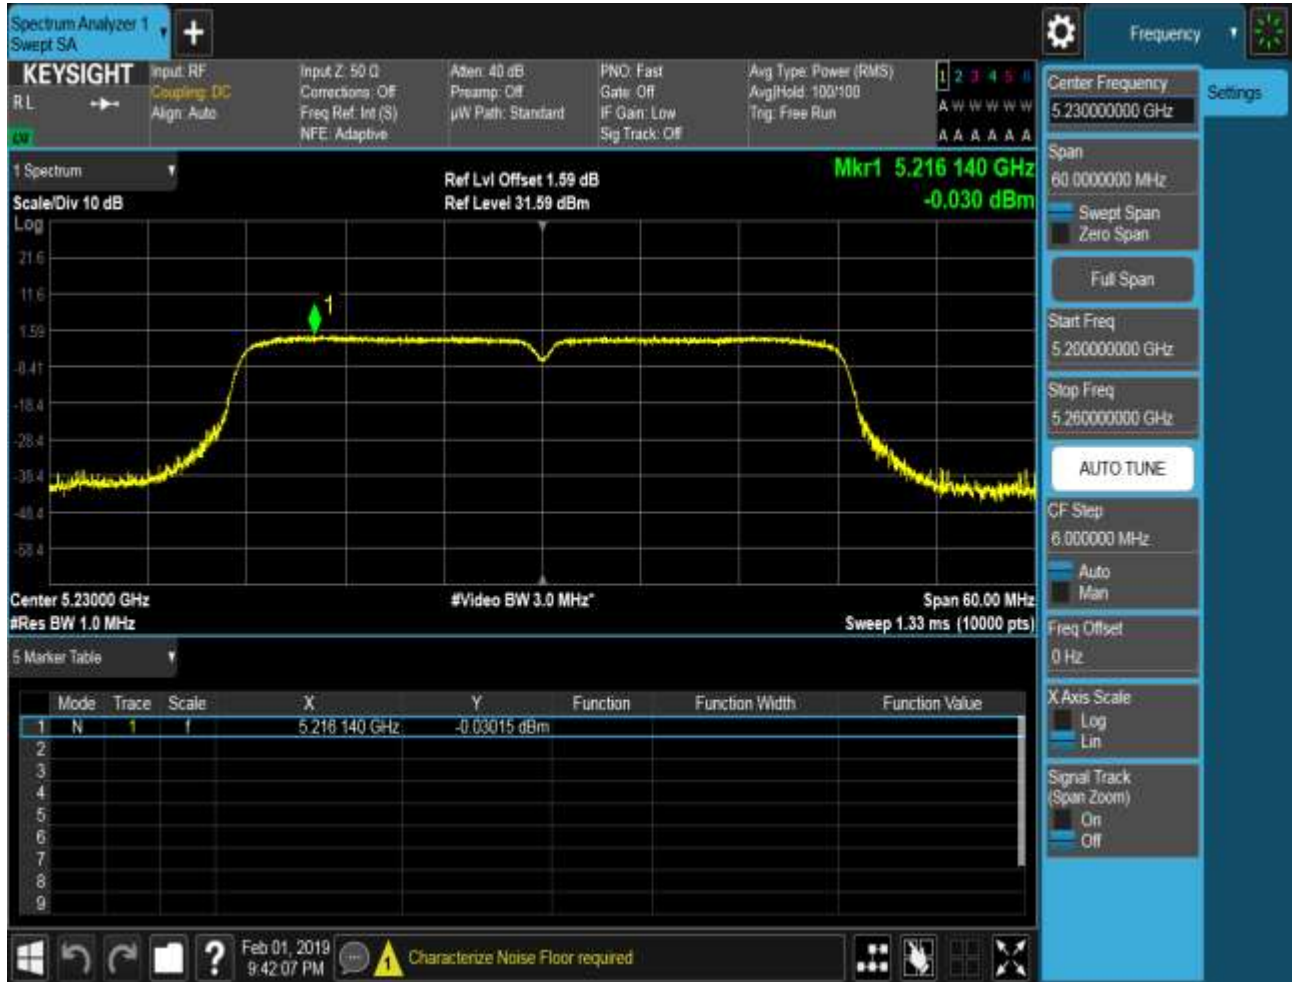 Spectrum Analyzer 1
Swept SA
+
Frequency
KEYSIGHT
RL
Input: RF
Coupling: DC
Align: Auto
Input Z: 50 Ω
Corrections: Off
Freq Ref: Int (S)
NFE: Adaptive
Atten: 40 dB
Preamp: Off
µW Path: Standard
PNO: Fast
Gate: Off
IF Gain: Low
Sig Track: Off
Avg Type: Power (RMS)
Avg|Hold: 100/100
Trig: Free Run
1 2 3 4 5 6
A W W W W W
A A A A A A
1 Spectrum
Scale/Div 10 dB
Ref Lvl Offset 1.59 dB
Ref Level 31.59 dBm
Mkr1 5.216 140 GHz
-0.030 dBm
Log
21.6
11.6
1.59
-8.41
-18.4
-28.4
-38.4
-48.4
-58.4
1
Center 5.23000 GHz
#Res BW 1.0 MHz
#Video BW 3.0 MHz*
Span 60.00 MHz
Sweep 1.33 ms (10000 pts)
5 Marker Table
Mode Trace Scale X Y Function Function Width Function Value
1 N 1 f 5.216 140 GHz -0.03015 dBm
2
3
4
5
6
7
8
9
Feb 01, 2019
9:42:07 PM
?
1
Characterize Noise Floor required
Center Frequency
5.230000000 GHz
Settings
Span
60.0000000 MHz
Swept Span
Zero Span
Full Span
Start Freq
5.200000000 GHz
Stop Freq
5.260000000 GHz
AUTO TUNE
CF Step
6.000000 MHz
Auto
Man
Freq Offset
0 Hz
X Axis Scale
Log
Lin
Signal Track
(Span Zoom)
On
Off